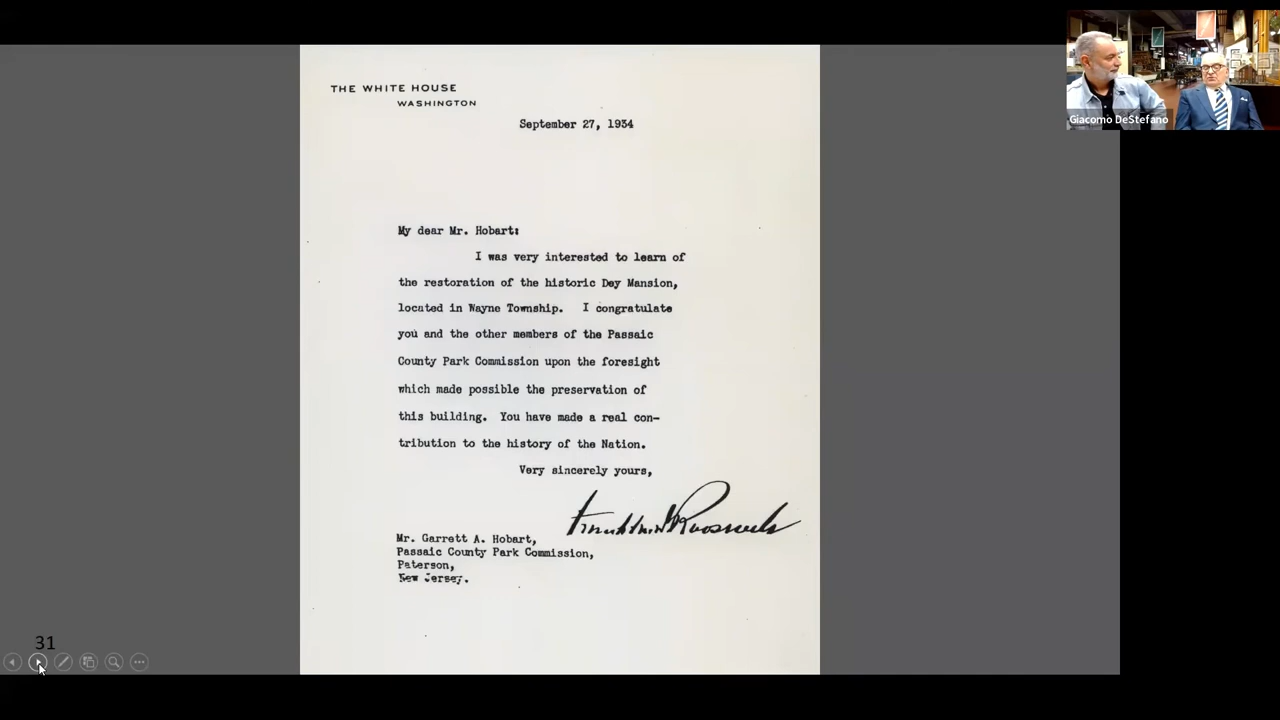 THE WHITE HOUSE
WASHINGTON
September 27, 1934
My dear Mr. Hobart:
I was very interested to learn of
the restoration of the historic Dey Mansion,
located in Wayne Township. I congratulate
you and the other members of the Passaic
County Park Commission upon the foresight
which made possible the preservation of
this building. You have made a real con-
tribution to the history of the Nation.
Very sincerely yours,
Franklin D Roosevelt
Mr. Garrett A. Hobart,
Passaic County Park Commission,
Paterson,
New Jersey.
31
Giacomo DeStefano